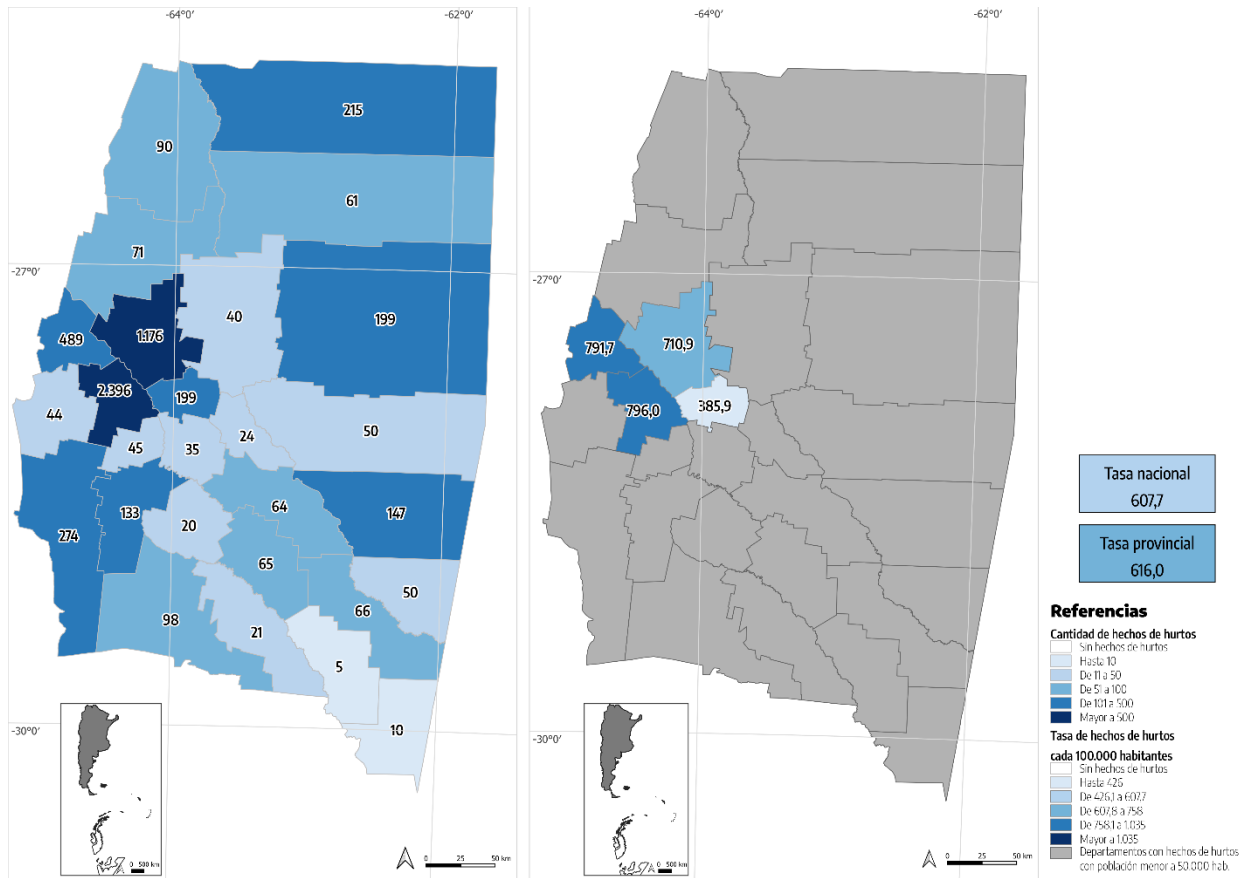 -64°0'
-62°0'
215
90
61
71
-27°0'
40
199
489
1.176
2.396
199
44
50
24
45
35
64
147
133
20
274
65
50
66
98
21
5
10
-30°0'
0 500 km
0 25 50 km
-64°0'
-62°0'
-27°0'
791,7
710,9
796,0
385,9
-30°0'
0 500 km
0 25 50 km
Tasa nacional
607,7
Tasa provincial
616,0
Referencias
Cantidad de hechos de hurtos
Sin hechos de hurtos
Hasta 10
De 11 a 50
De 51 a 100
De 101 a 500
Mayor a 500
Tasa de hechos de hurtos
cada 100.000 habitantes
Sin hechos de hurtos
Hasta 426
De 426,1 a 607,7
De 607,8 a 758
De 758,1 a 1.035
Mayor a 1.035
Departamentos con hechos de hurtos
con población menor a 50.000 hab.